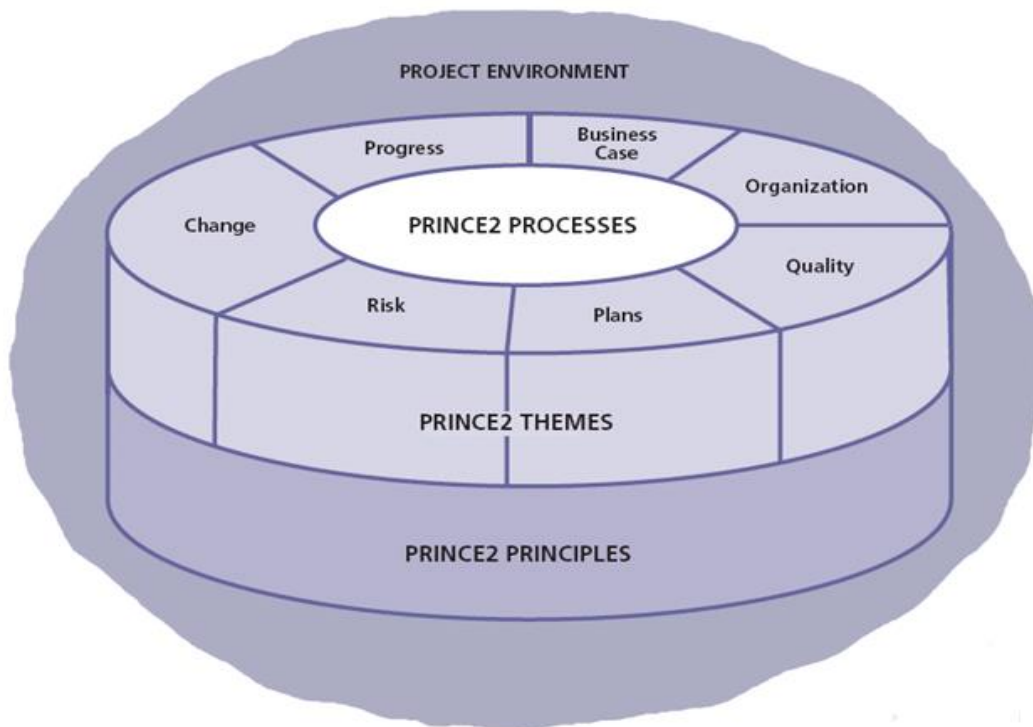 PROJECT ENVIRONMENT
Progress
Business
Case
Organization
Change
PRINCE2 PROCESSES
Quality
Risk
Plans
PRINCE2 THEMES
PRINCE2 PRINCIPLES